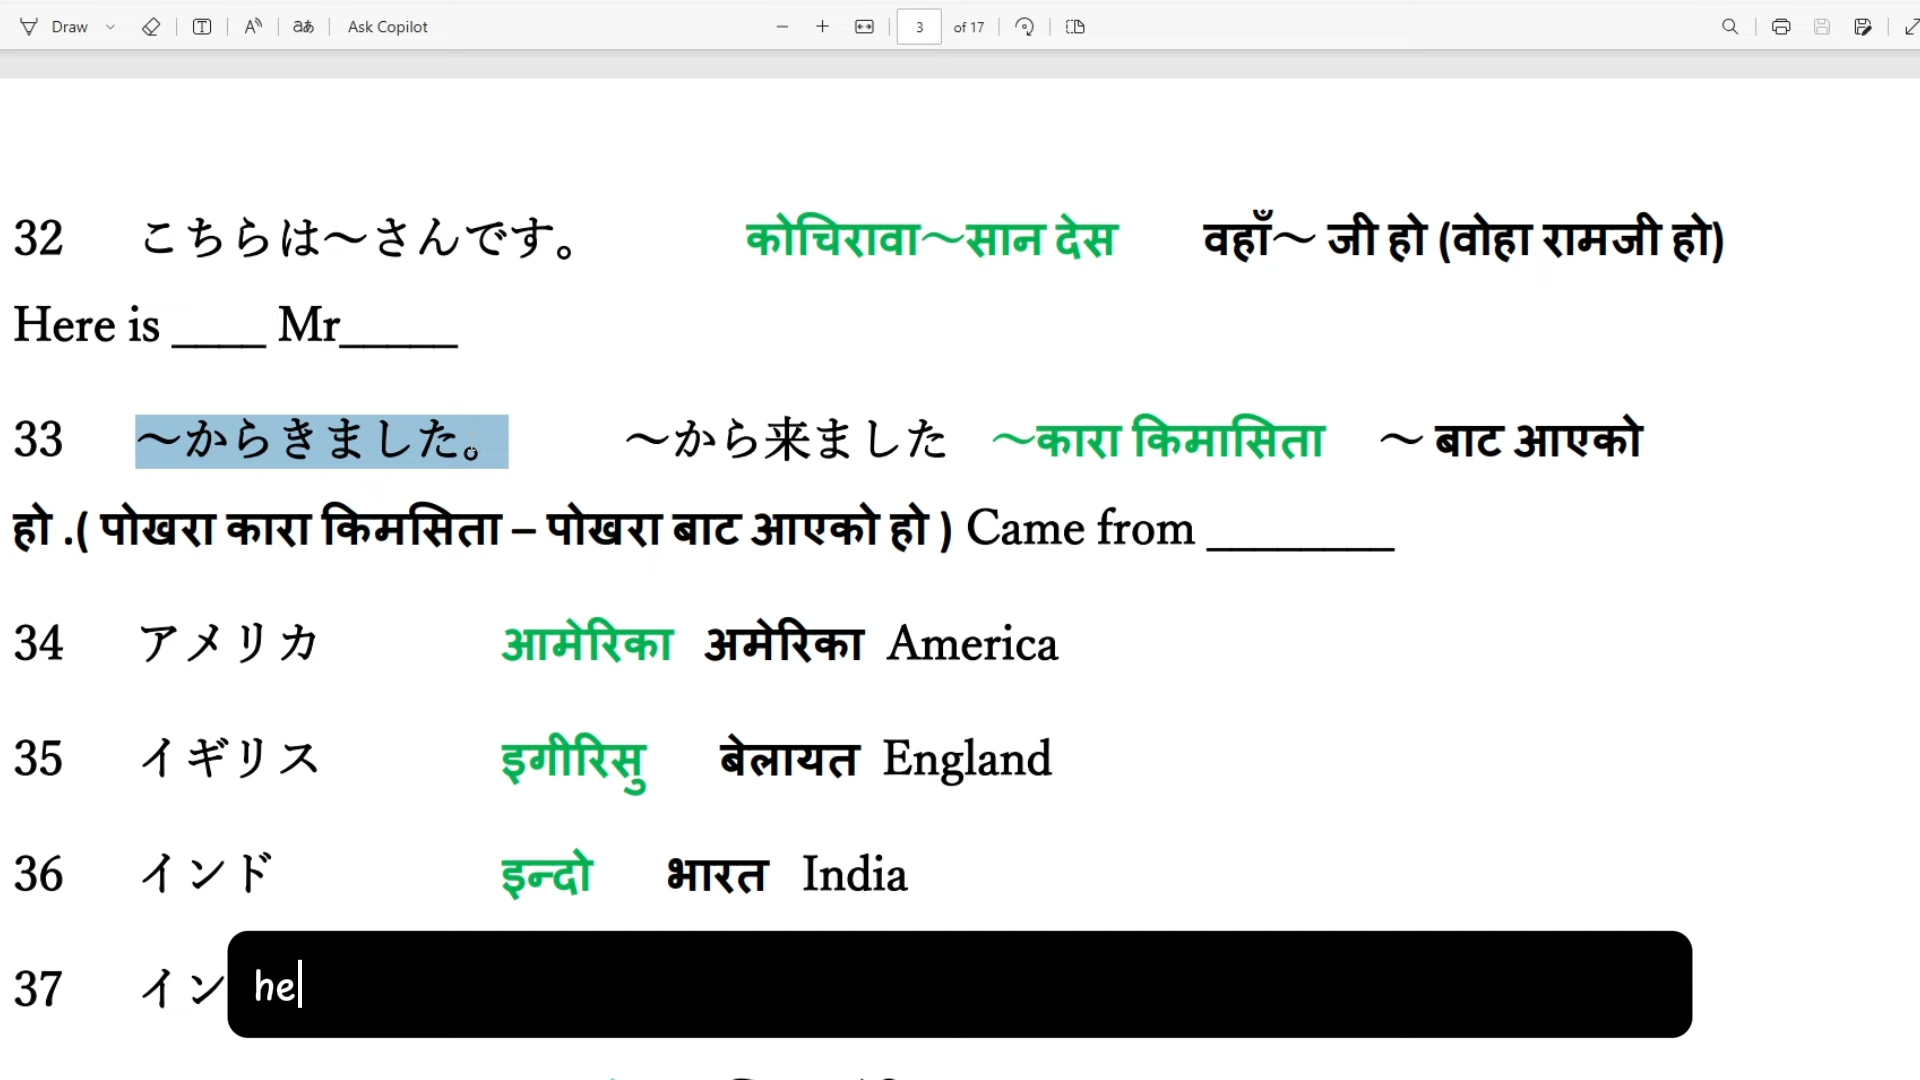 Draw Ask Copilot 3 of 17
32 こちらは～さんです。 कोचिरावा～सान देस वहाँ～ जी हो (वोहा रामजी हो)
Here is ____ Mr_____
33 ～からきました。 ～から来ました ～कारा किमासिता ～ बाट आएको
हो .( पोखरा कारा किमसिता – पोखरा बाट आएको हो ) Came from ________
34 アメリカ आमेरिका अमेरिका America
35 イギリス इगीरिसु बेलायत England
36 インド इन्दो भारत India
37 イン
he